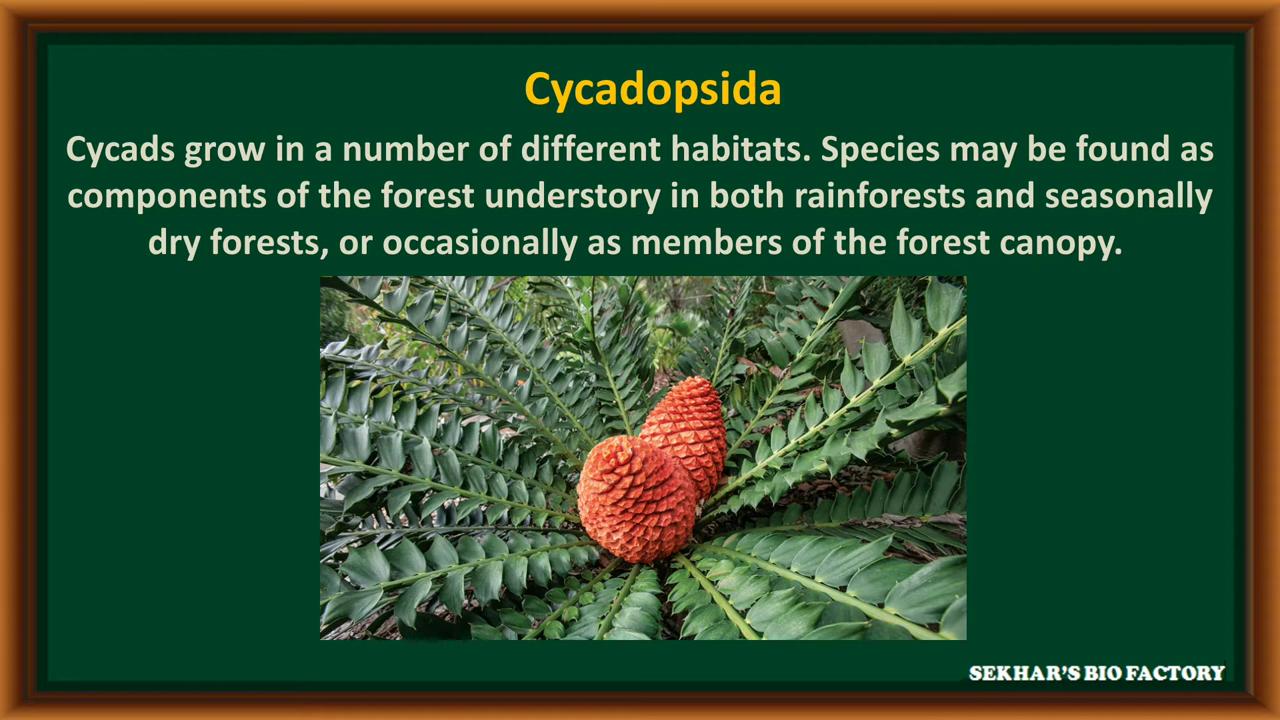 Cycadopsida
Cycads grow in a number of different habitats. Species may be found as
components of the forest understory in both rainforests and seasonally
dry forests, or occasionally as members of the forest canopy.
SEKHAR'S BIO FACTORY